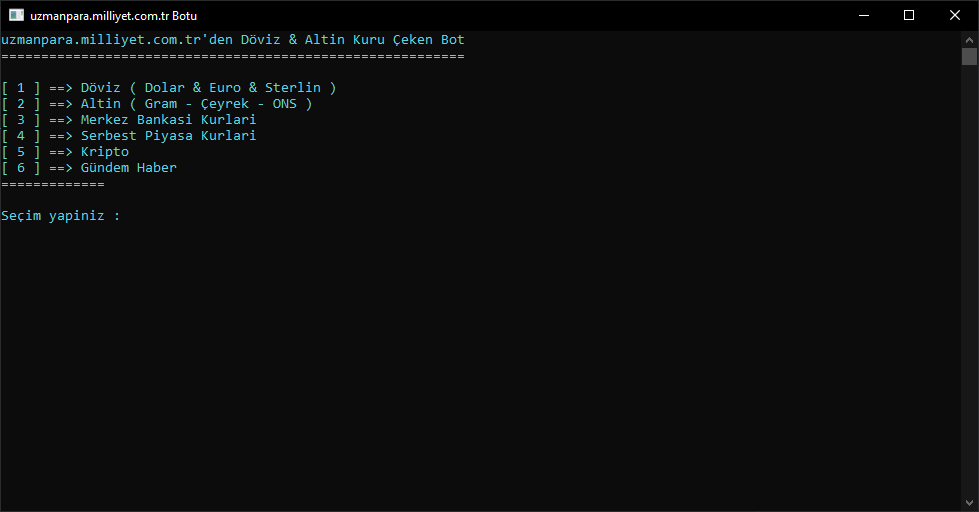 uzmanpara.milliyet.com.tr Botu
uzmanpara.milliyet.com.tr'den Döviz & Altin Kuru Çeken Bot
==========================================================
[ 1 ] ==> Döviz ( Dolar & Euro & Sterlin )
[ 2 ] ==> Altin ( Gram - Çeyrek - ONS )
[ 3 ] ==> Merkez Bankasi Kurlari
[ 4 ] ==> Serbest Piyasa Kurlari
[ 5 ] ==> Kripto
[ 6 ] ==> Gündem Haber
=============
Seçim yapiniz :